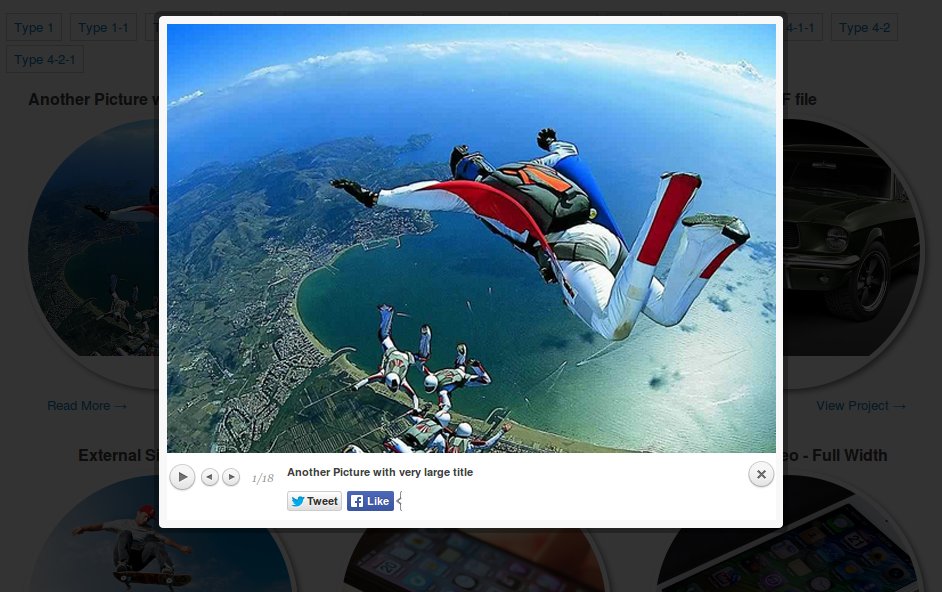 Type 1
Type 1-1
4-1-1
Type 4-2
Type 4-2-1
Another Picture
F file
Read More →
View Project →
External
eo - Full Width
1/18
Another Picture with very large title
Tweet
Like